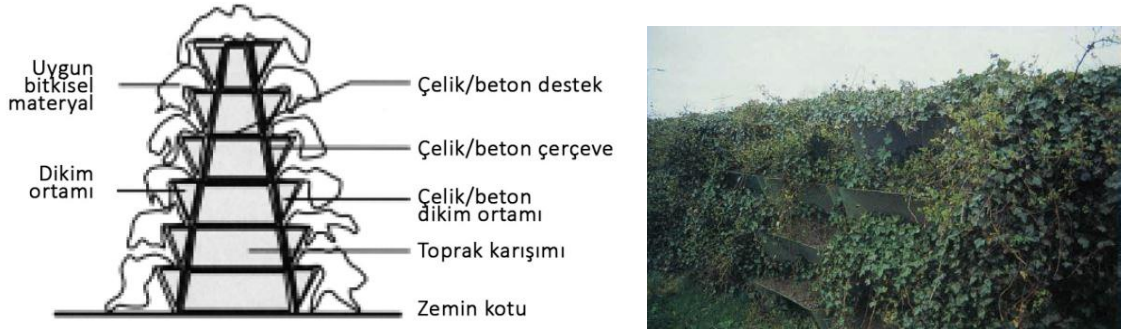 Uygun
bitkisel
materyal
Dikim
ortamı
Çelik/beton destek
Çelik/beton çerçeve
Çelik/beton
dikim ortamı
Toprak karışımı
Zemin kotu